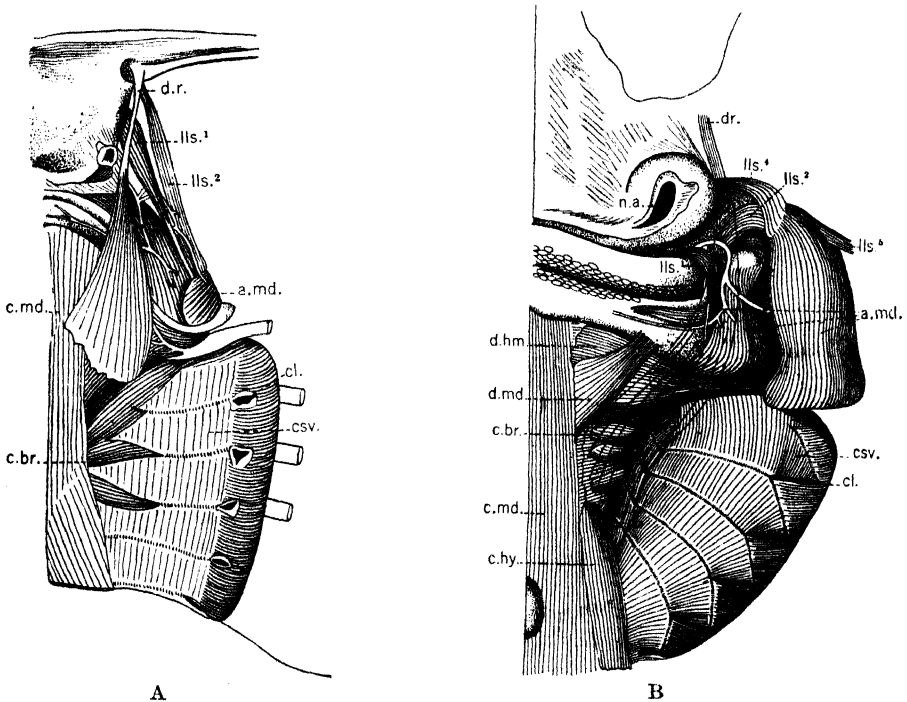 d.r.
lls.¹
lls.²
a.md.
c.md.
cl.
csv.
c.br.
A
dr.
lls.⁴
lls.²
n.a.
lls.⁵
lls.¹
a.md.
d.hm.
d.md.
c.br.
csv.
cl.
c.md.
c.hy.
B